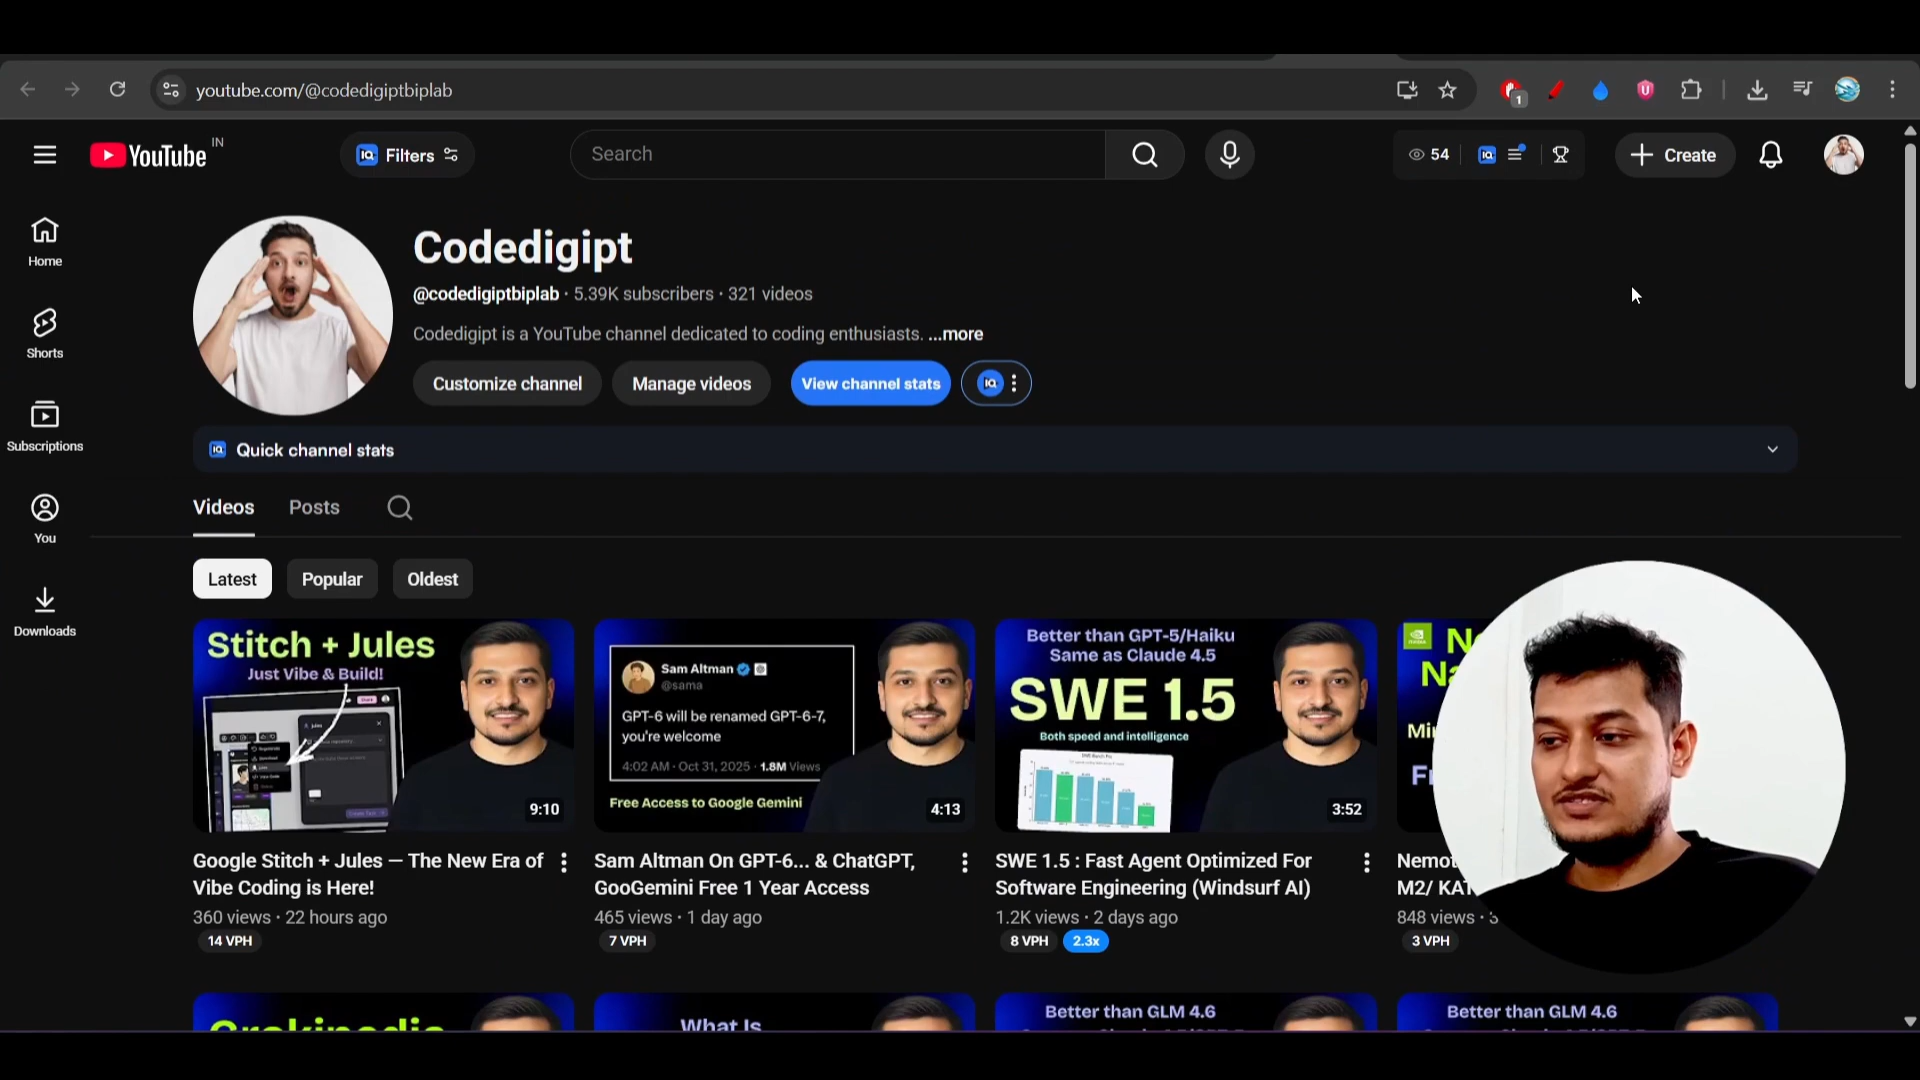 youtube.com/@codedigiptbiplab
1
YouTube IN
IQ Filters
Search
54
IQ
Create
Home
Shorts
Subscriptions
You
Downloads
Codedigipt
@codedigiptbiplab · 5.39K subscribers · 321 videos
Codedigipt is a YouTube channel dedicated to coding enthusiasts. ...more
Customize channel
Manage videos
View channel stats
IQ
IQ Quick channel stats
Videos
Posts
Latest
Popular
Oldest
Stitch + Jules
Just Vibe & Build!
9:10
Google Stitch + Jules — The New Era of
Vibe Coding is Here!
360 views · 22 hours ago
14 VPH
Sam Altman
@sama
GPT-6 will be renamed GPT-6-7,
you're welcome
4:02 AM · Oct 31, 2025 · 1.8M Views
Free Access to Google Gemini
4:13
Sam Altman On GPT-6... & ChatGPT,
GooGemini Free 1 Year Access
465 views · 1 day ago
7 VPH
Better than GPT-5/Haiku
Same as Claude 4.5
SWE 1.5
Both speed and intelligence
3:52
SWE 1.5 : Fast Agent Optimized For
Software Engineering (Windsurf AI)
1.2K views · 2 days ago
8 VPH
2.3x
848 views ·
3 VPH
What Is
Better than GLM 4.6
Better than GLM 4.6